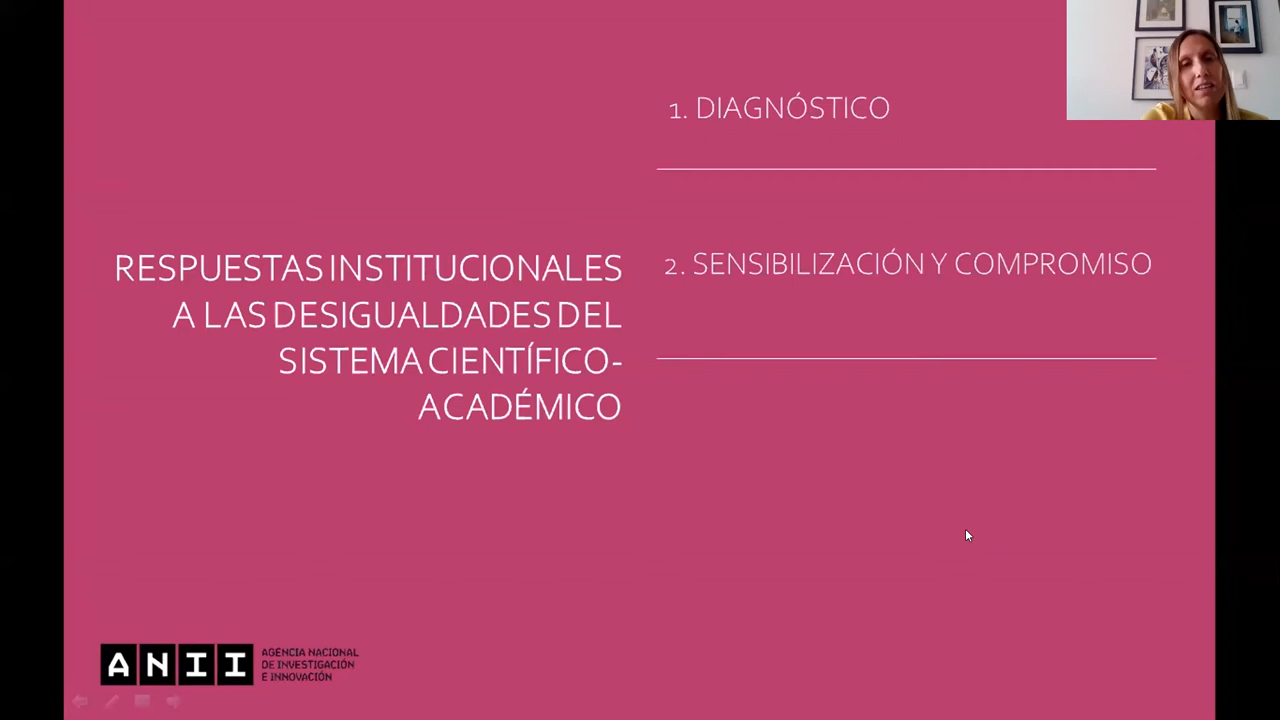 RESPUESTAS INSTITUCIONALES
A LAS DESIGUALDADES DEL
SISTEMA CIENTÍFICO-
ACADÉMICO
1. DIAGNÓSTICO
2. SENSIBILIZACIÓN Y COMPROMISO
ANII
AGENCIA NACIONAL
DE INVESTIGACIÓN
E INNOVACIÓN